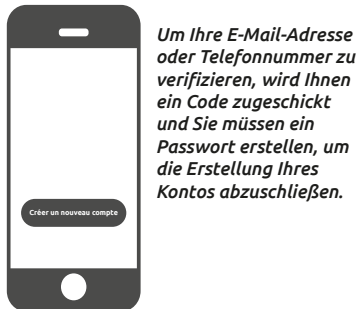 Um Ihre E-Mail-Adresse
oder Telefonnummer zu
verifizieren, wird Ihnen
ein Code zugeschickt
und Sie müssen ein
Passwort erstellen, um
die Erstellung Ihres
Kontos abzuschließen.
Créer un nouveau compte